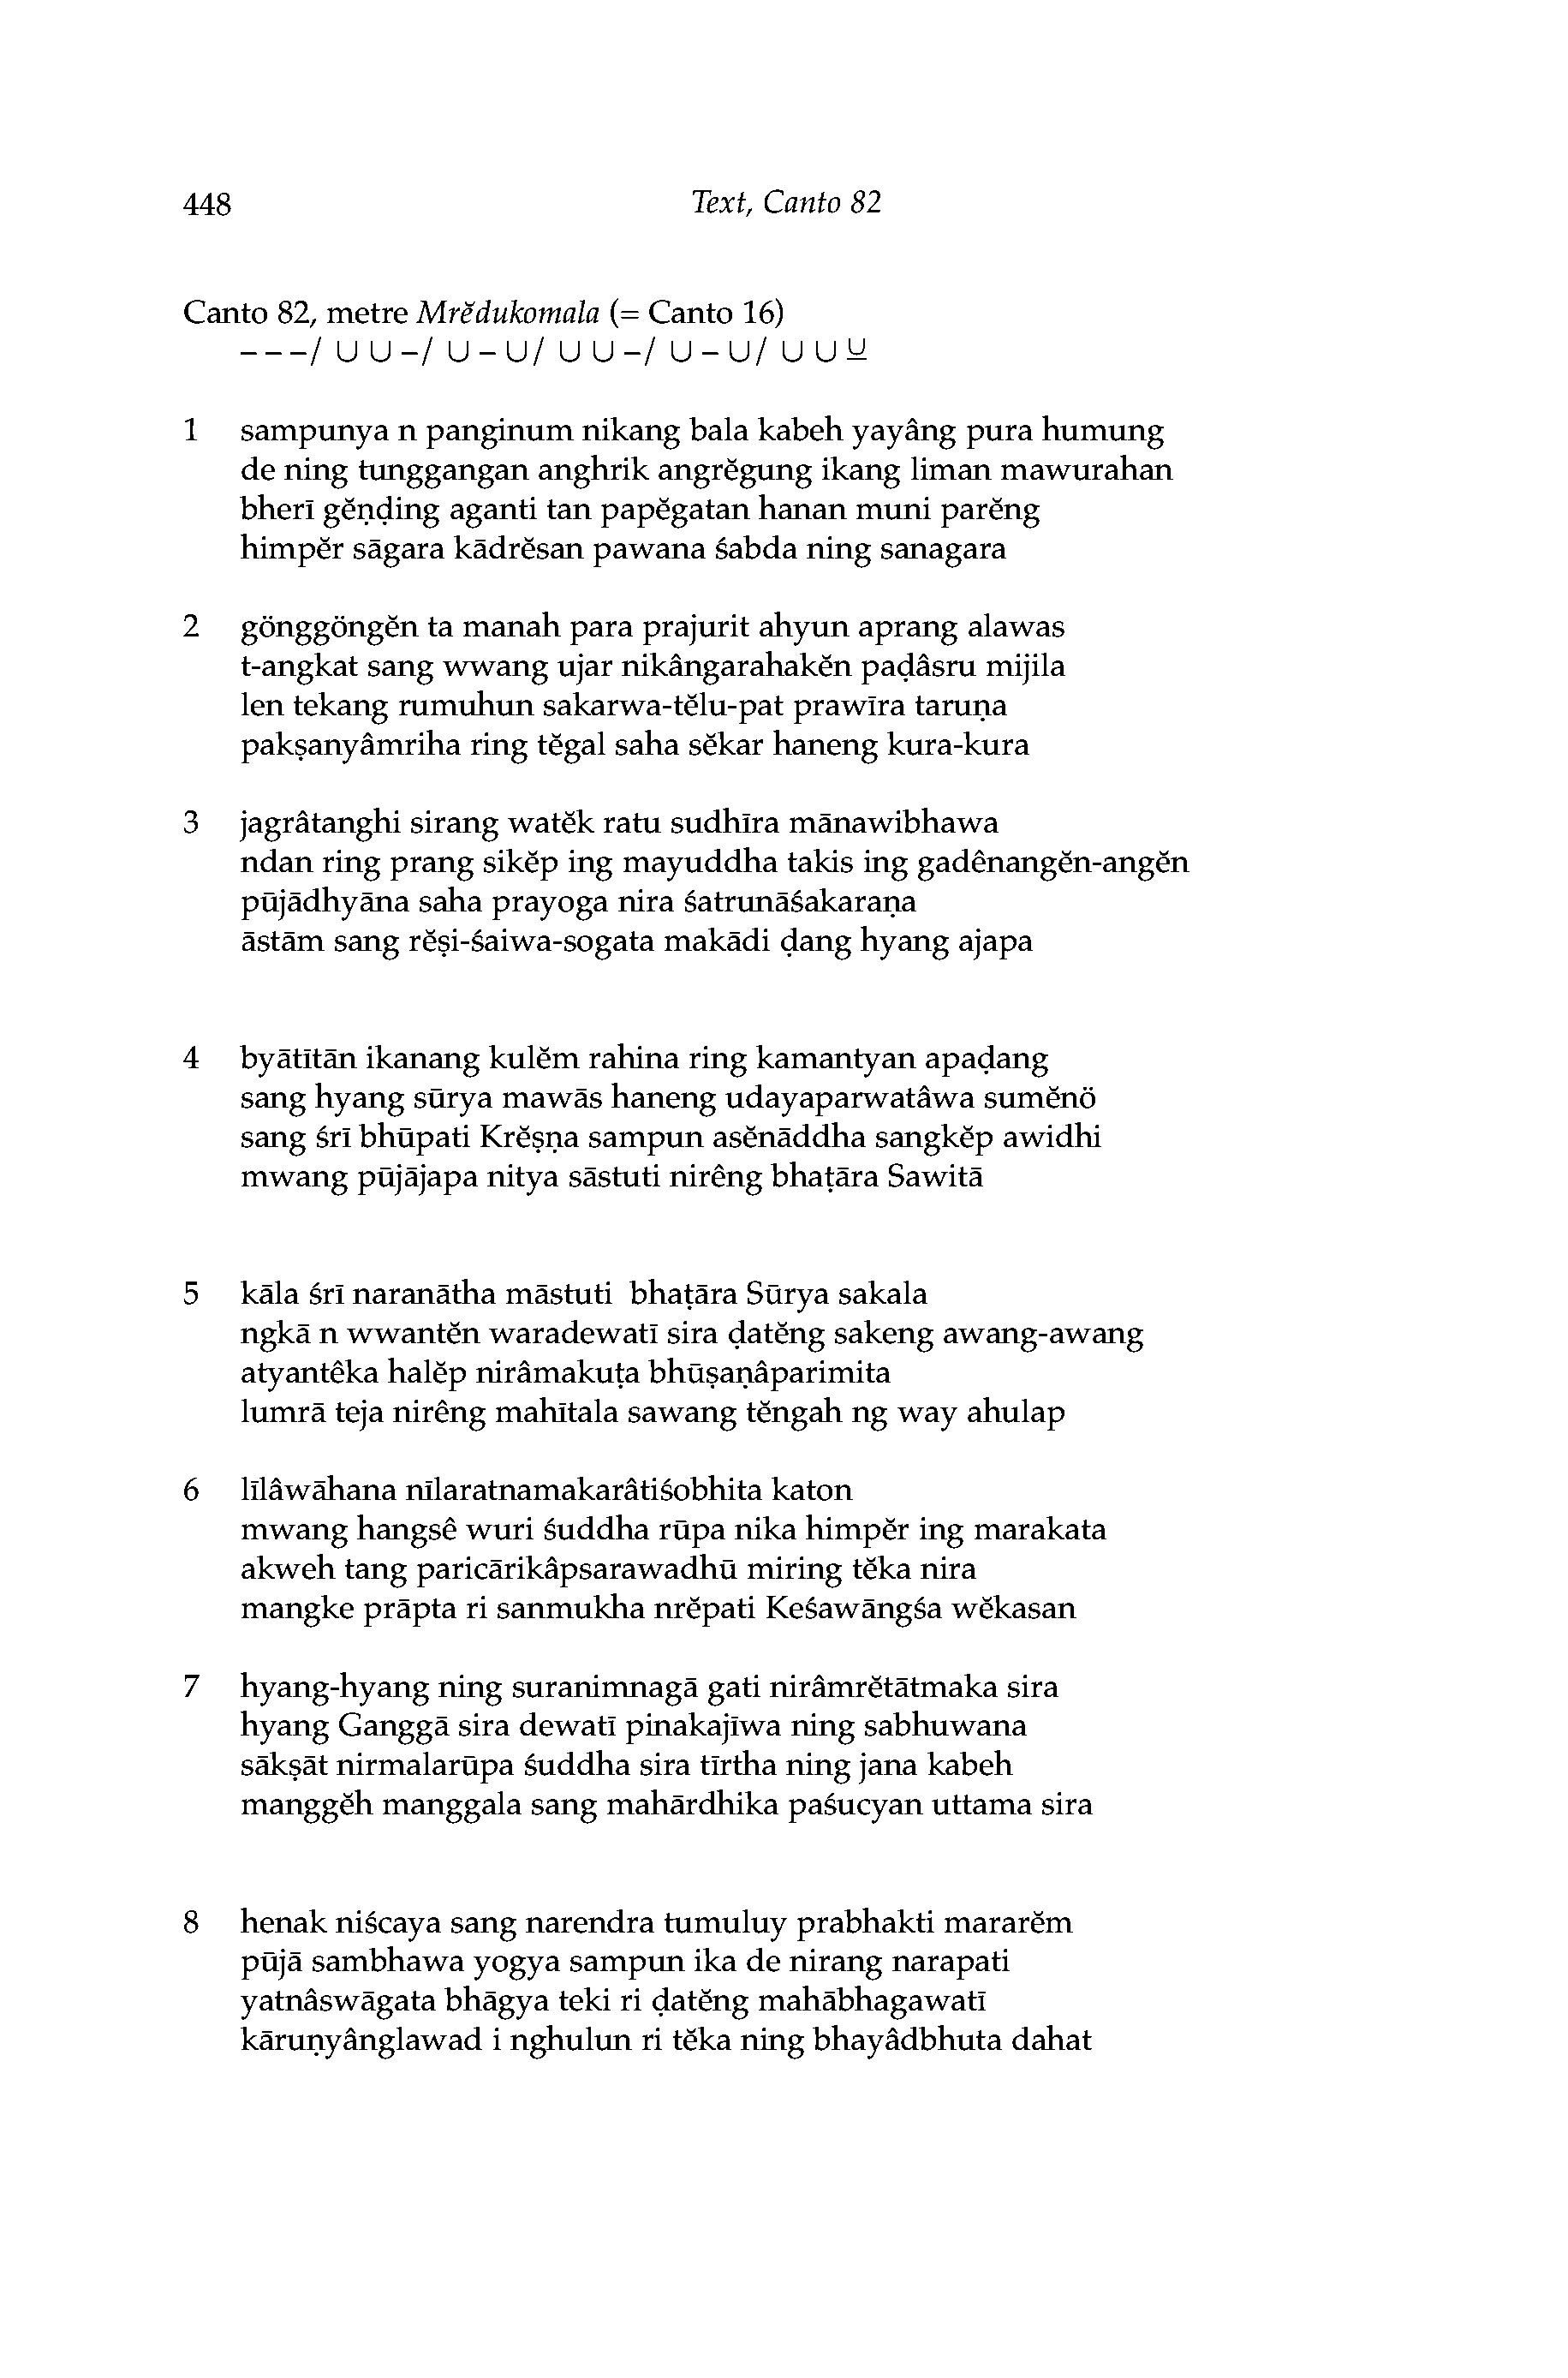 448
Text, Canto 82
Canto 82, metre Mrĕdukomala (= Canto 16)
– – –/ ∪ ∪ –/ ∪ – ∪/ ∪ ∪ –/ ∪ – ∪/ ∪ ∪ ⊻
1 sampunya n panginum nikang bala kabeh yayâng pura humung
de ning tunggangan anghrik angrĕgung ikang liman mawurahan
bherī gĕṇḍing aganti tan papĕgatan hanan muni parĕng
himpĕr sāgara kādrĕsan pawana śabda ning sanagara
2 gönggöngĕn ta manah para prajurit ahyun aprang alawas
t-angkat sang wwang ujar nikângarahakĕn paḍâsru mijila
len tekang rumuhun sakarwa-tĕlu-pat prawīra taruṇa
pakṣanyâmriha ring tĕgal saha sĕkar haneng kura-kura
3 jagrâtanghi sirang watĕk ratu sudhīra mānawibhawa
ndan ring prang sikĕp ing mayuddha takis ing gadênangĕn-angĕn
pūjādhyāna saha prayoga nira śatrunāśakaraṇa
āstām sang rĕṣi-śaiwa-sogata makādi ḍang hyang ajapa
4 byātītān ikanang kulĕm rahina ring kamantyan apaḍang
sang hyang sūrya mawās haneng udayaparwatâwa sumĕnö
sang śrī bhūpati Krĕṣṇa sampun asĕnāddha sangkĕp awidhi
mwang pūjājapa nitya sāstuti nirêng bhaṭāra Sawitā
5 kāla śrī naranātha māstuti bhaṭāra Sūrya sakala
ngkā n wwantĕn waradewatī sira ḍatĕng sakeng awang-awang
atyantêka halĕp nirâmakuṭa bhūṣaṇâparimita
lumrā teja nirêng mahītala sawang tĕngah ng way ahulap
6 līlâwāhana nīlaratnamakarâtiśobhita katon
mwang hangsê wuri śuddha rūpa nika himpĕr ing marakata
akweh tang paricārikâpsarawadhū miring tĕka nira
mangke prāpta ri sanmukha nrĕpati Keśawāngśa wĕkasan
7 hyang-hyang ning suranimnagā gati nirâmrĕtātmaka sira
hyang Ganggā sira dewatī pinakajīwa ning sabhuwana
sākṣāt nirmalarūpa śuddha sira tīrtha ning jana kabeh
manggĕh manggala sang mahārdhika paśucyan uttama sira
8 henak niścaya sang narendra tumuluy prabhakti mararĕm
pūjā sambhawa yogya sampun ika de nirang narapati
yatnâswāgata bhāgya teki ri ḍatĕng mahābhagawatī
kāruṇyânglawad i nghulun ri tĕka ning bhayâdbhuta dahat